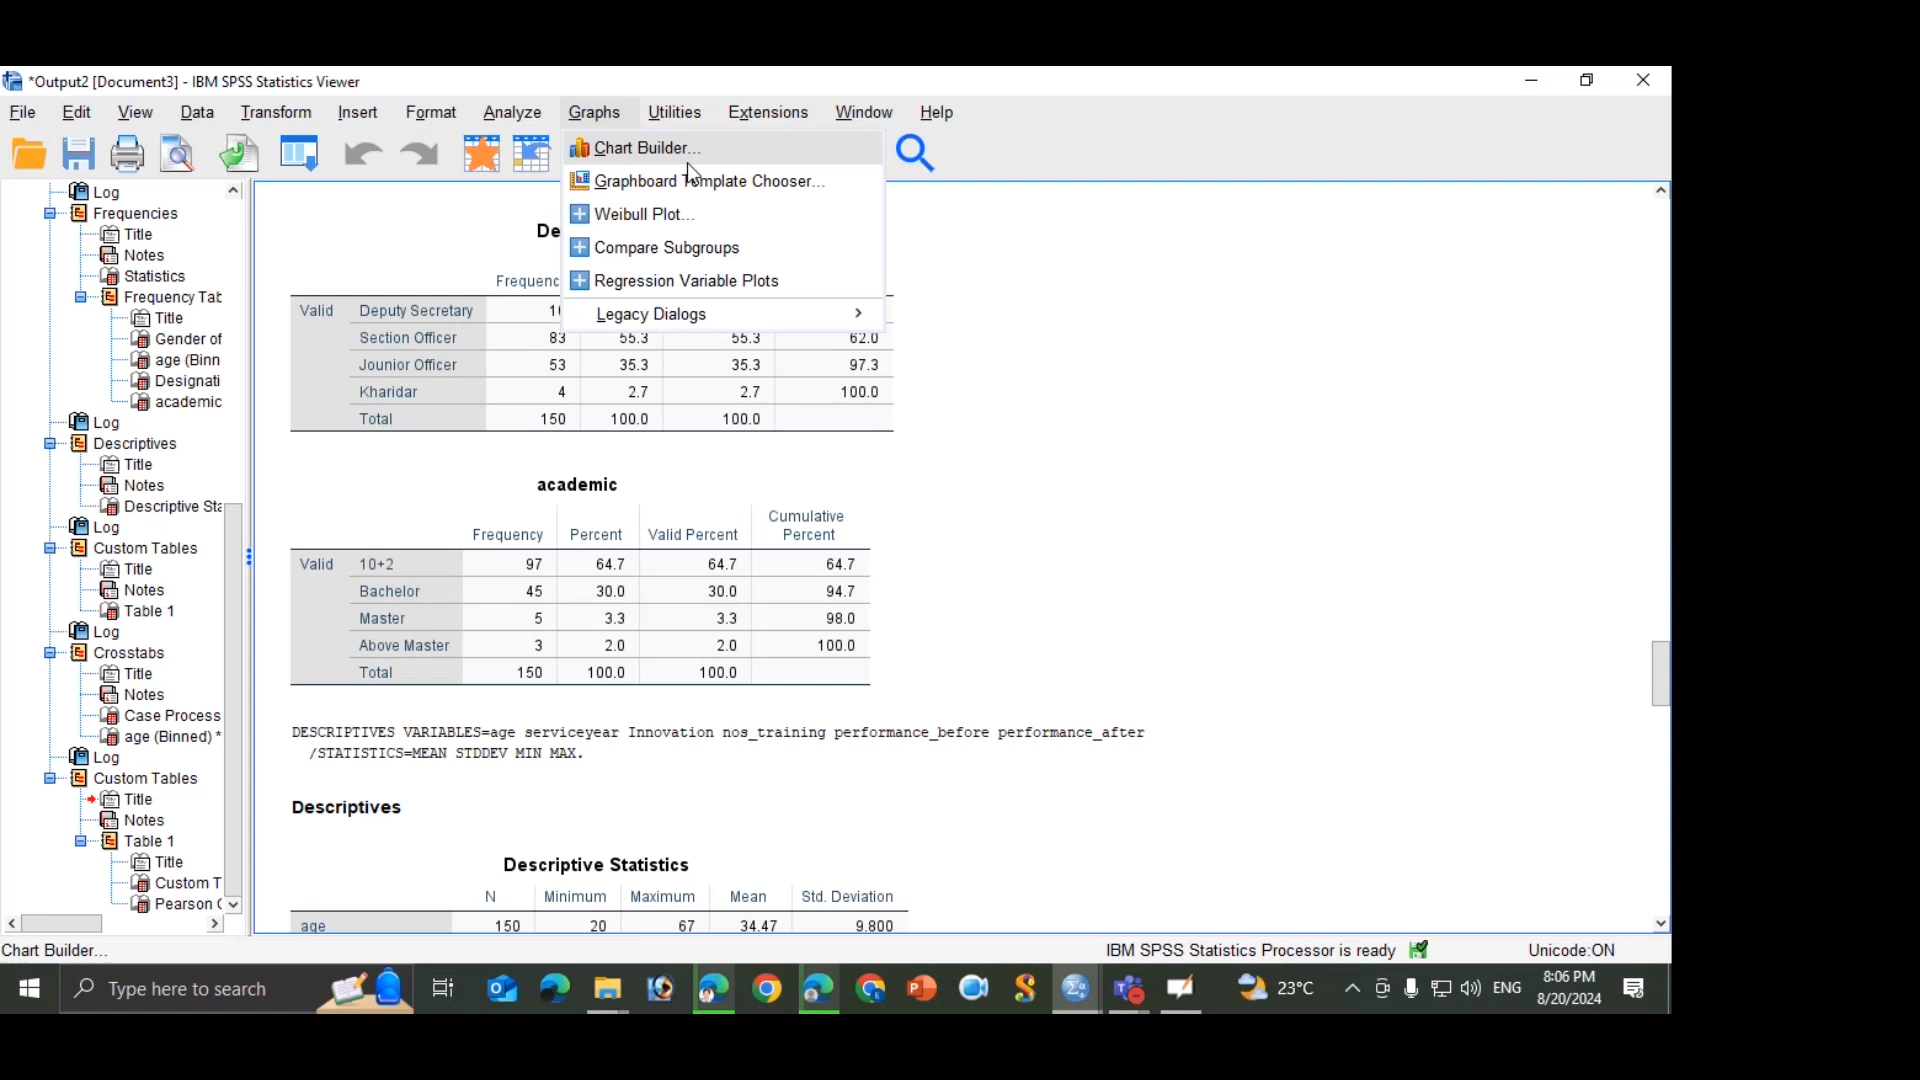 *Output2 [Document3] - IBM SPSS Statistics Viewer
File Edit View Data Transform Insert Format Analyze Graphs Utilities Extensions Window Help
Chart Builder...
Graphboard Template Chooser...
Weibull Plot...
Compare Subgroups
Regression Variable Plots
Legacy Dialogs
Log
Frequencies
Title
Notes
Statistics
Frequency Tab
Title
Gender of
age (Binn
Designati
academic
Log
Descriptives
Title
Notes
Descriptive Sta
Log
Custom Tables
Title
Notes
Table 1
Log
Crosstabs
Title
Notes
Case Process
age (Binned) *
Log
Custom Tables
Title
Notes
Table 1
Title
Custom T
Pearson C
De
Frequenc
Valid Deputy Secretary 10
Section Officer 83 55.3 55.3 62.0
Jounior Officer 53 35.3 35.3 97.3
Kharidar 4 2.7 2.7 100.0
Total 150 100.0 100.0
academic
Frequency Percent Valid Percent Cumulative Percent
Valid 10+2 97 64.7 64.7 64.7
Bachelor 45 30.0 30.0 94.7
Master 5 3.3 3.3 98.0
Above Master 3 2.0 2.0 100.0
Total 150 100.0 100.0
DESCRIPTIVES VARIABLES=age serviceyear Innovation nos_training performance_before performance_after
/STATISTICS=MEAN STDDEV MIN MAX.
Descriptives
Descriptive Statistics
N Minimum Maximum Mean Std. Deviation
age 150 20 67 34.47 9.800
Chart Builder...
IBM SPSS Statistics Processor is ready
Unicode:ON
Type here to search
23°C
ENG
8:06 PM
8/20/2024